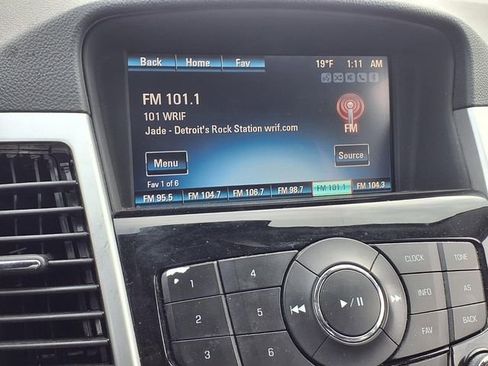 Back Home Fav 19°F 1:11 AM
FM 101.1
101 WRIF
Jade - Detroit's Rock Station wrif.com
FM
Menu
Source
Fav 1 of 6
FM 95.5 FM 104.7 FM 106.7 FM 98.7 FM 101.1 FM 104.3
1 4
2 5
3 6
CLOCK TONE
INFO AS
FAV BACK